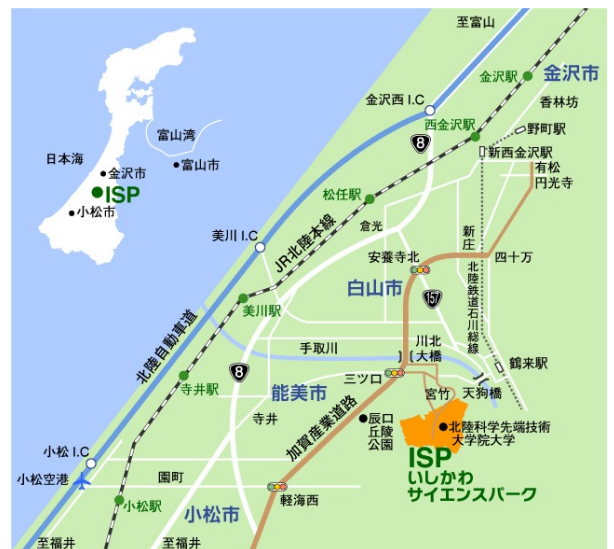 至富山
金沢駅
金沢市
香林坊
金沢西 I.C
西金沢駅
野町駅
8
新西金沢駅
有松
円光寺
富山湾
日本海
金沢市
富山市
ISP
小松市
松任駅
倉光
美川 I.C
JR北陸本線
安養寺北
新庄
四十万
白山市
157
北陸鉄道石川総線
美川駅
北陸自動車道
手取川
川北
大橋
鶴来駅
8
寺井駅
能美市
三ツ口
宮竹
天狗橋
寺井
加賀産業道路
辰口
丘陵
公園
北陸科学先端技術
大学院大学
ISP
いしかわ
サイエンスパーク
小松 I.C
小松空港
園町
小松駅
小松市
軽海西
至福井
至福井
至福井